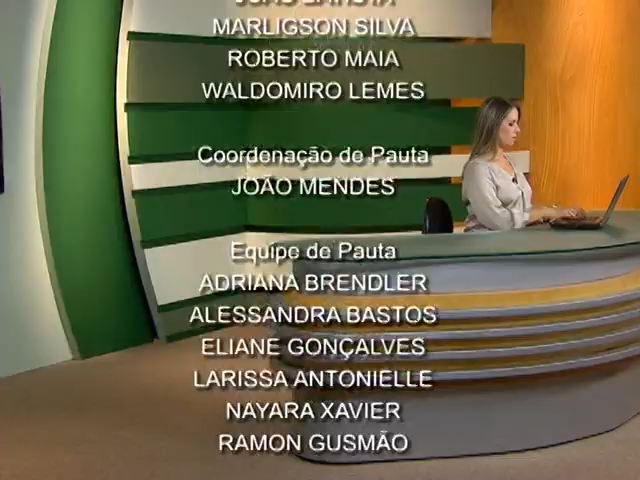 MARLIGSON SILVA
ROBERTO MAIA
WALDOMIRO LEMES
Coordenação de Pauta
JOÃO MENDES
Equipe de Pauta
ADRIANA BRENDLER
ALESSANDRA BASTOS
ELIANE GONÇALVES
LARISSA ANTONIELLE
NAYARA XAVIER
RAMON GUSMÃO